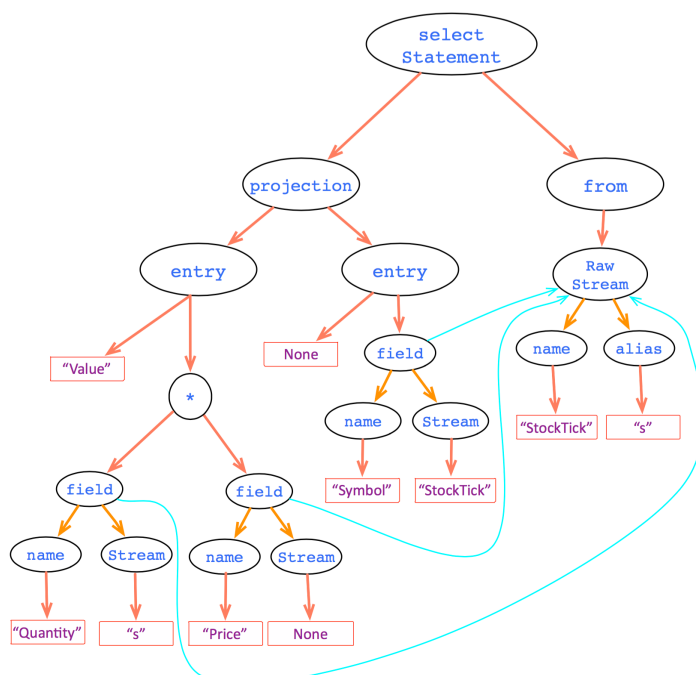 select
Statement
projection
from
entry
entry
Raw
Stream
"Value"
None
field
name
alias
*
name
Stream
"StockTick"
"s"
field
field
"Symbol"
"StockTick"
name
Stream
name
Stream
"Quantity"
"s"
"Price"
None